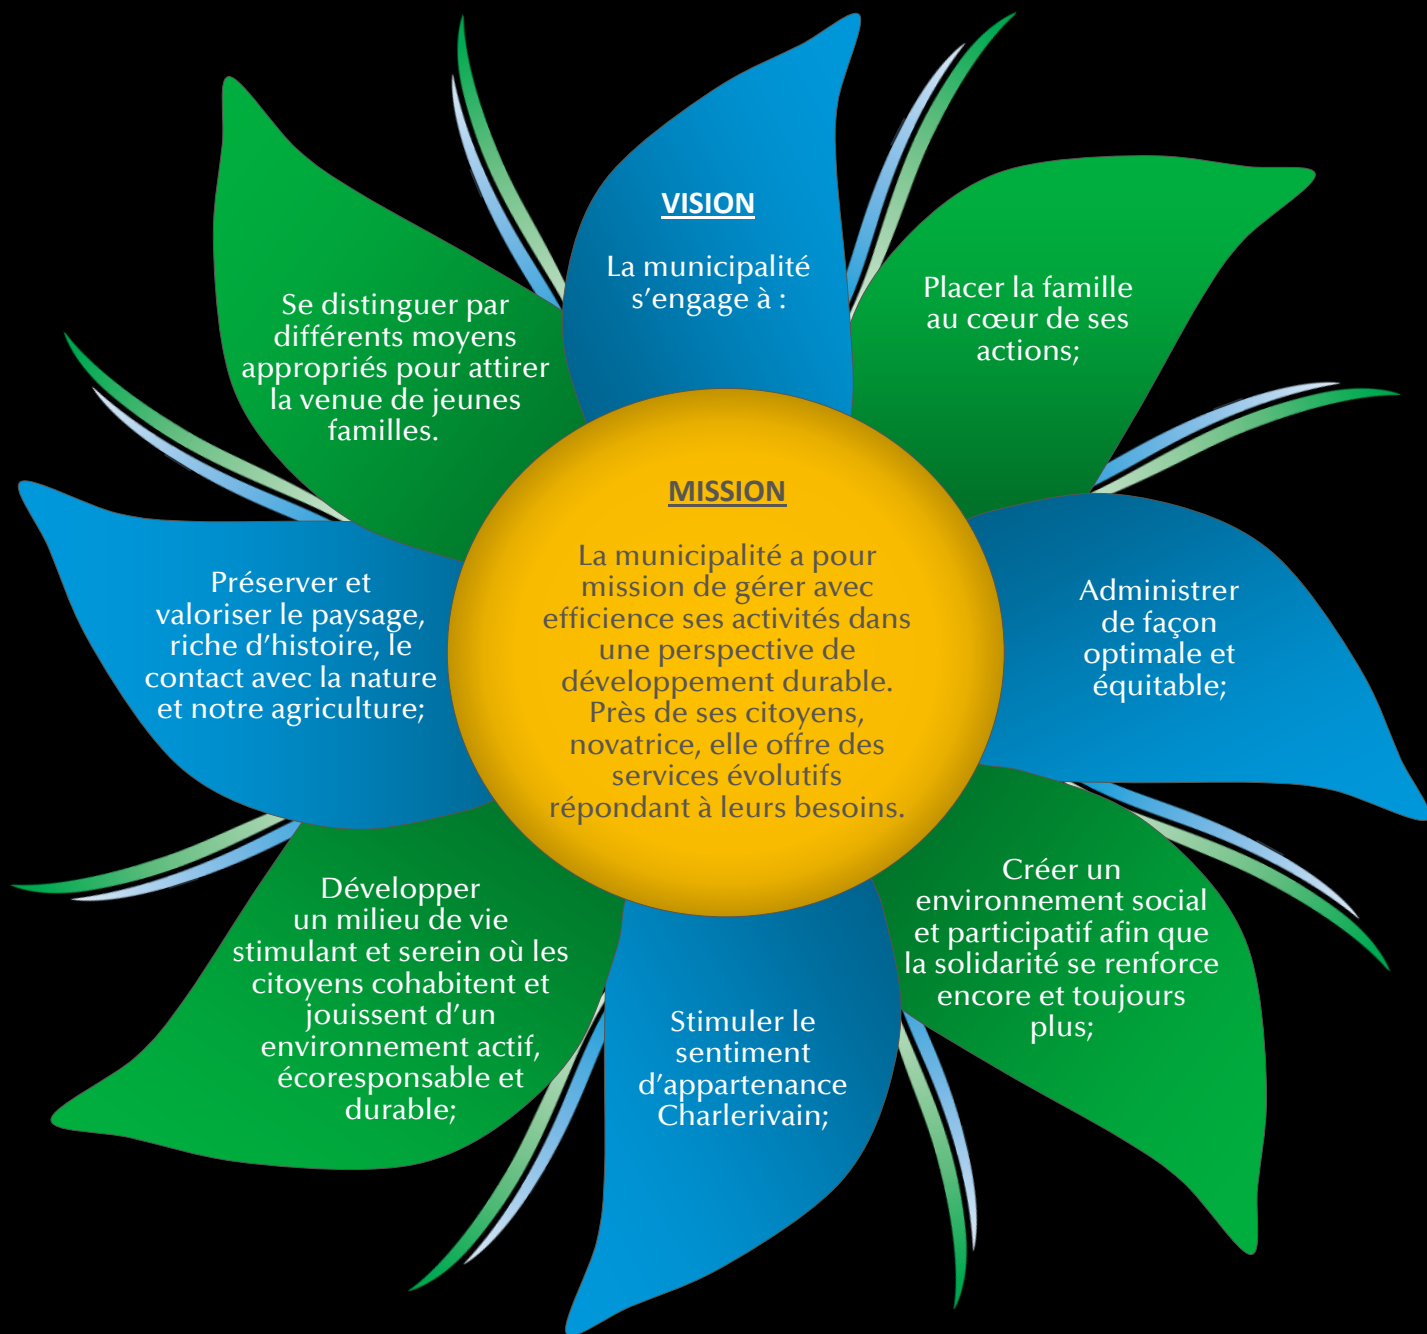 VISION
La municipalité
s’engage à :
Placer la famille
au cœur de ses
actions;
Administrer
de façon
optimale et
équitable;
Créer un
environnement social
et participatif afin que
la solidarité se renforce
encore et toujours
plus;
Stimuler le
sentiment
d’appartenance
Charlerivain;
Développer
un milieu de vie
stimulant et serein où les
citoyens cohabitent et
jouissent d’un
environnement actif,
écoresponsable et
durable;
Préserver et
valoriser le paysage,
riche d’histoire, le
contact avec la nature
et notre agriculture;
Se distinguer par
différents moyens
appropriés pour attirer
la venue de jeunes
familles.
MISSION
La municipalité a pour
mission de gérer avec
efficience ses activités dans
une perspective de
développement durable.
Près de ses citoyens,
novatrice, elle offre des
services évolutifs
répondant à leurs besoins.